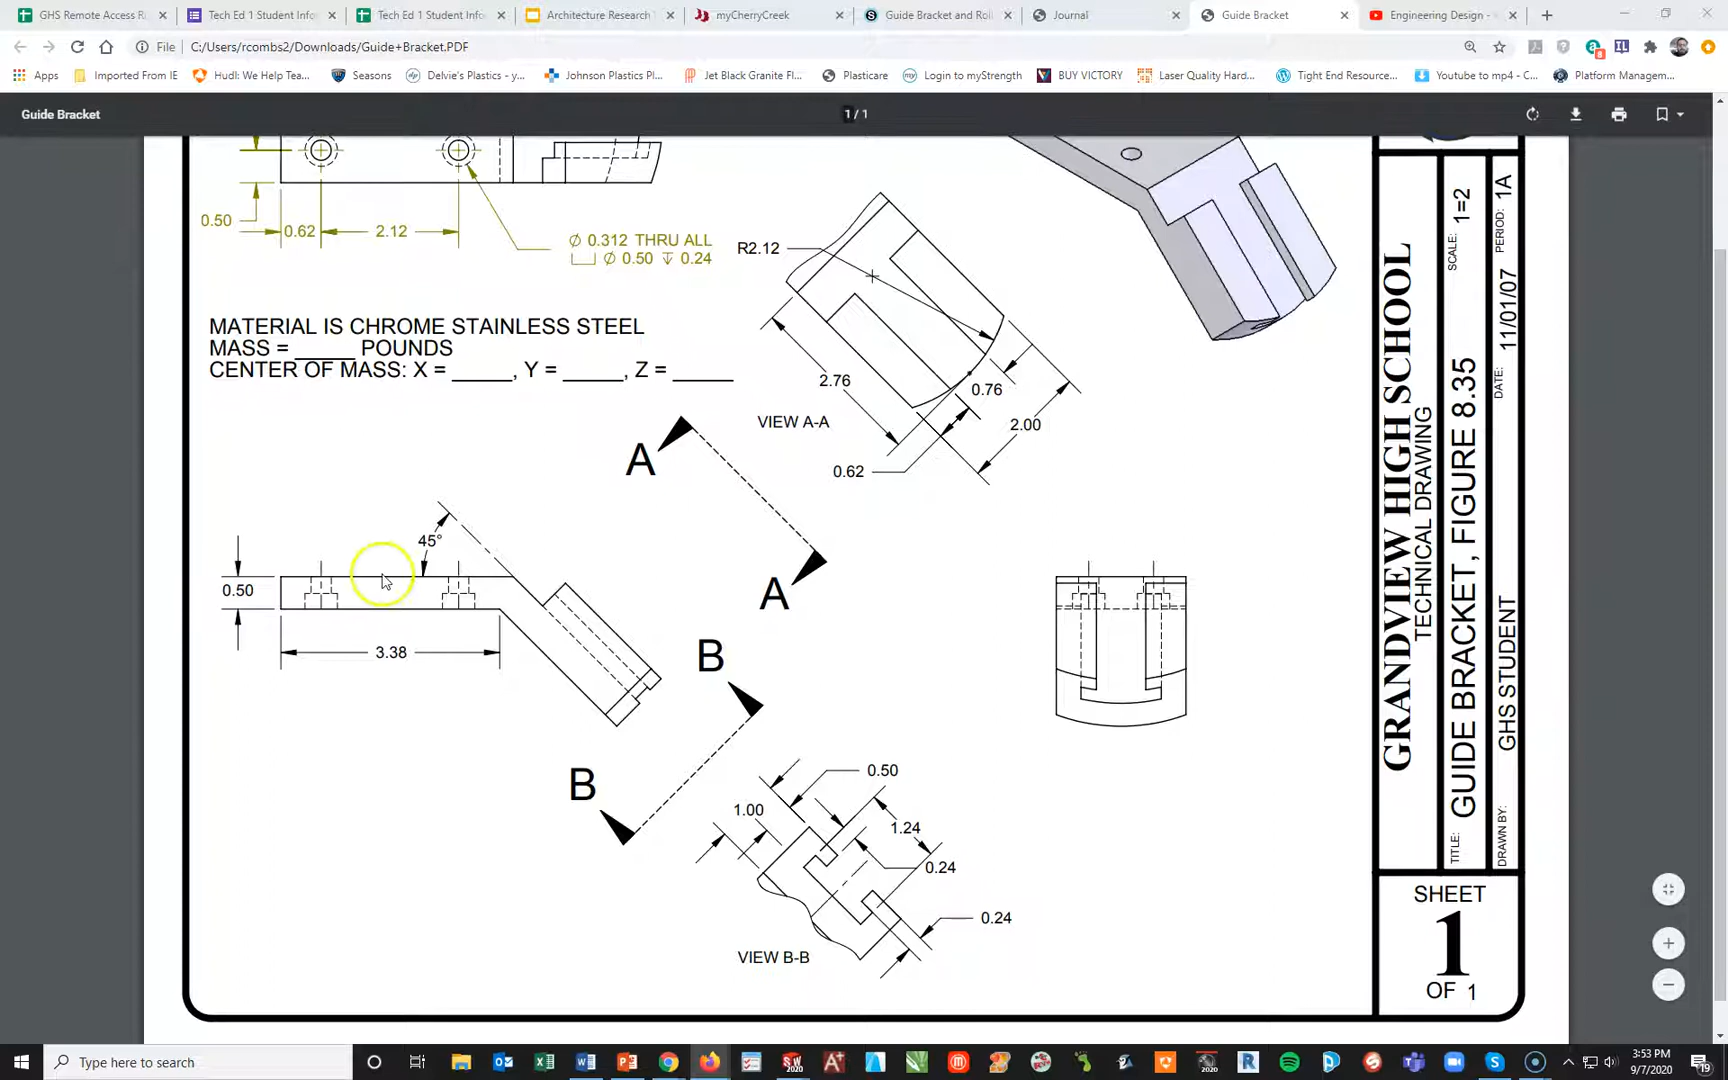 GHS Remote Access R
Tech Ed 1 Student Infor
Tech Ed 1 Student Info
Architecture Research
myCherryCreek
Guide Bracket and Roll
Journal
Guide Bracket
Engineering Design -
File C:/Users/rcombs2/Downloads/Guide+Bracket.PDF
Apps
Imported From IE
Hudl: We Help Tea...
Seasons
Delvie's Plastics - y...
Johnson Plastics Pl...
Jet Black Granite Fl...
Plasticare
Login to myStrength
BUY VICTORY
Laser Quality Hard...
Tight End Resource...
Youtube to mp4 - C...
Platform Managem...
Guide Bracket
1 / 1
0.50
0.62
2.12
Ø 0.312 THRU ALL
⌴ Ø 0.50 ↧ 0.24
R2.12
MATERIAL IS CHROME STAINLESS STEEL
MASS = _____ POUNDS
CENTER OF MASS: X = _____, Y = _____, Z = _____
2.76
0.76
2.00
0.62
VIEW A-A
A
A
45°
0.50
3.38
B
B
0.50
1.00
1.24
0.24
0.24
VIEW B-B
GRANDVIEW HIGH SCHOOL
TECHNICAL DRAWING
TITLE: GUIDE BRACKET, FIGURE 8.35
SCALE: 1=2
DRAWN BY: GHS STUDENT
DATE: 11/01/07
PERIOD: 1A
SHEET
1
OF 1
Type here to search
3:53 PM
9/7/2020
19